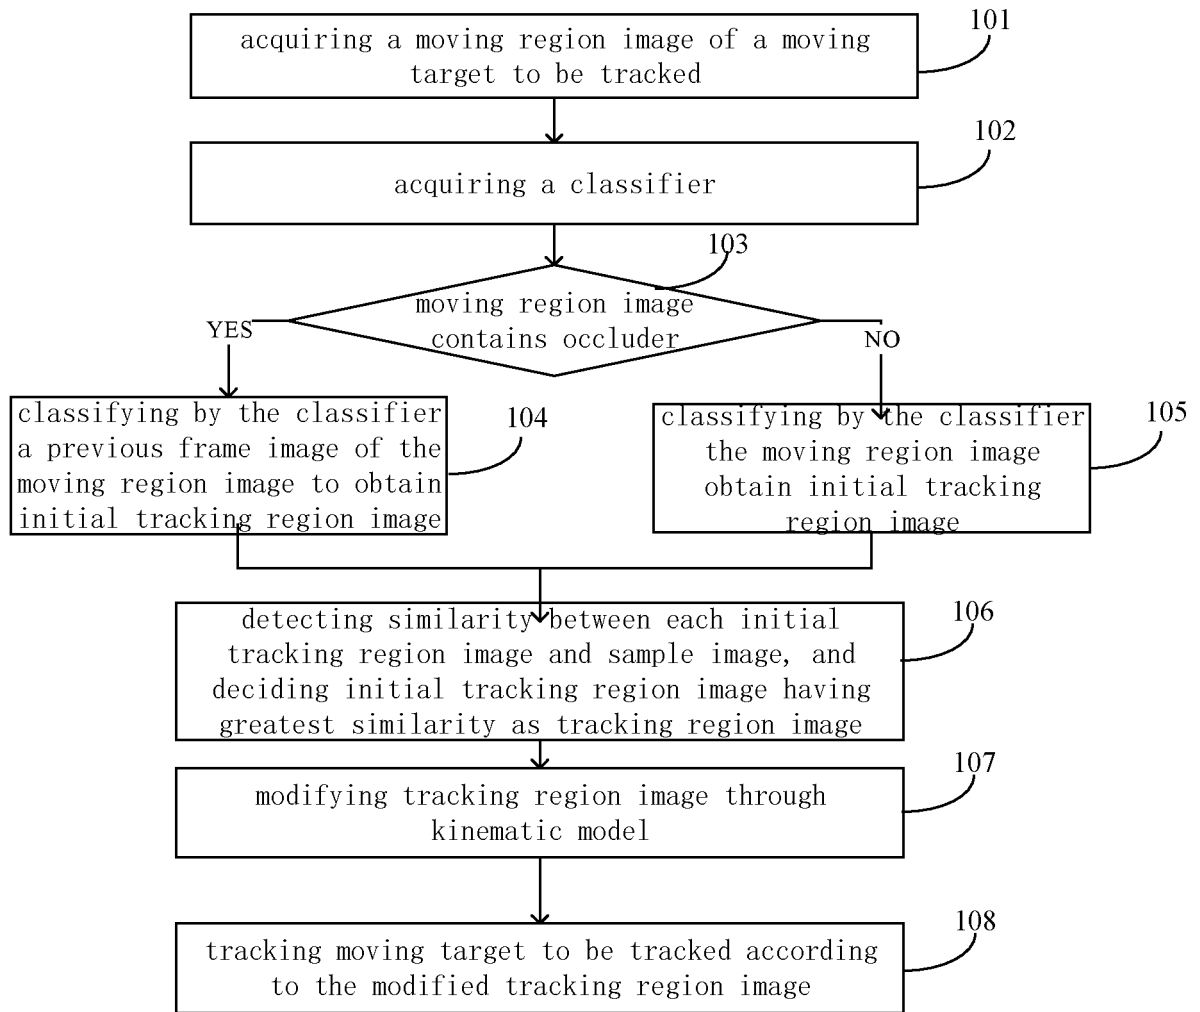 acquiring a moving region image of a moving
target to be tracked
101
acquiring a classifier
102
103
moving region image
contains occluder
YES
NO
classifying by the classifier
a previous frame image of the
moving region image to obtain
initial tracking region image
104
classifying by the classifier
the moving region image
obtain initial tracking
region image
105
detecting similarity between each initial
tracking region image and sample image, and
deciding initial tracking region image having
greatest similarity as tracking region image
106
modifying tracking region image through
kinematic model
107
tracking moving target to be tracked according
to the modified tracking region image
108